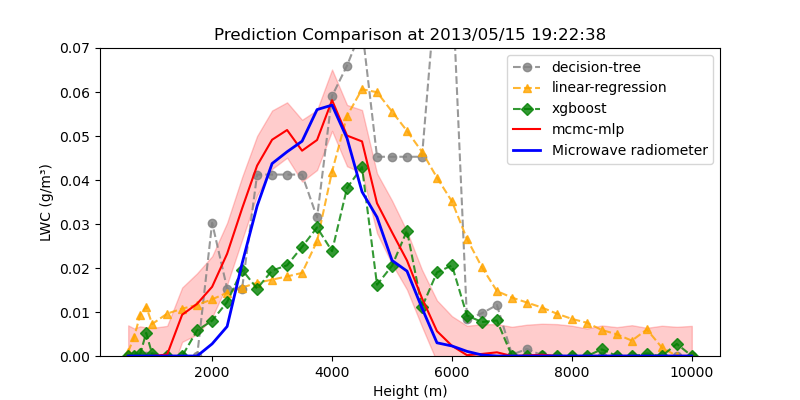 Prediction Comparison at 2013/05/15 19:22:38
0.07
0.06
0.05
0.04
0.03
0.02
0.01
0.00
LWC (g/m³)
decision-tree
linear-regression
xgboost
mcmc-mlp
Microwave radiometer
2000 4000 6000 8000 10000
Height (m)